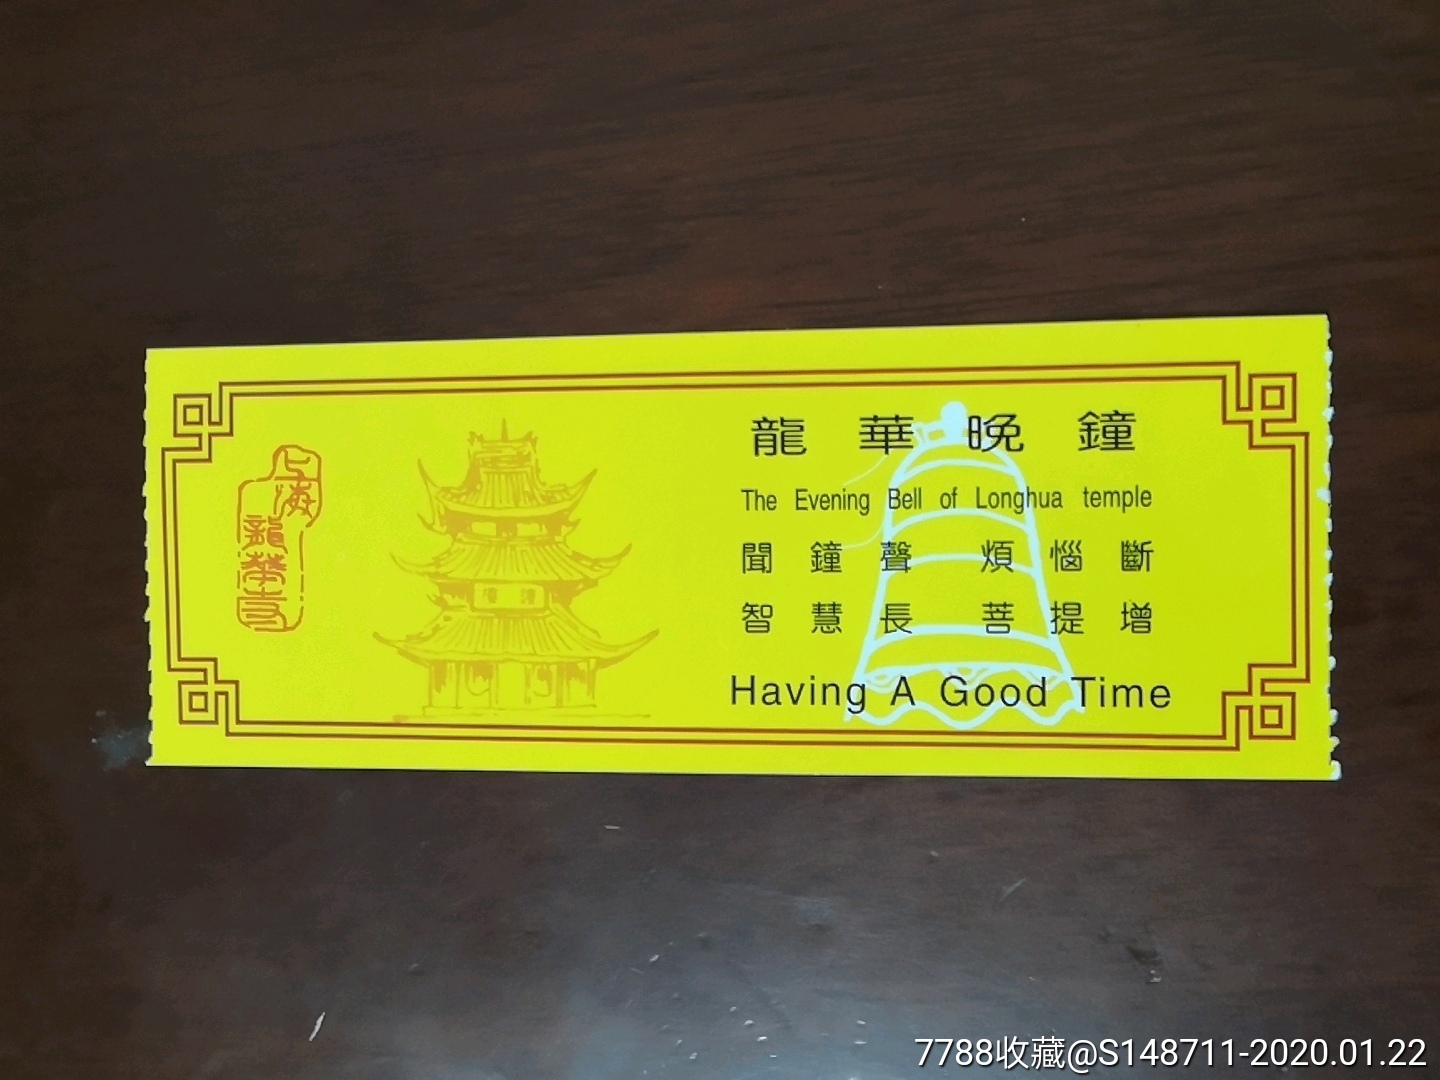 上海
龍華寺
鐘樓
龍華晚鐘
The Evening Bell of Longhua temple
聞鐘聲 煩惱斷
智慧長 菩提增
Having A Good Time
7788收藏@S148711-2020.01.22